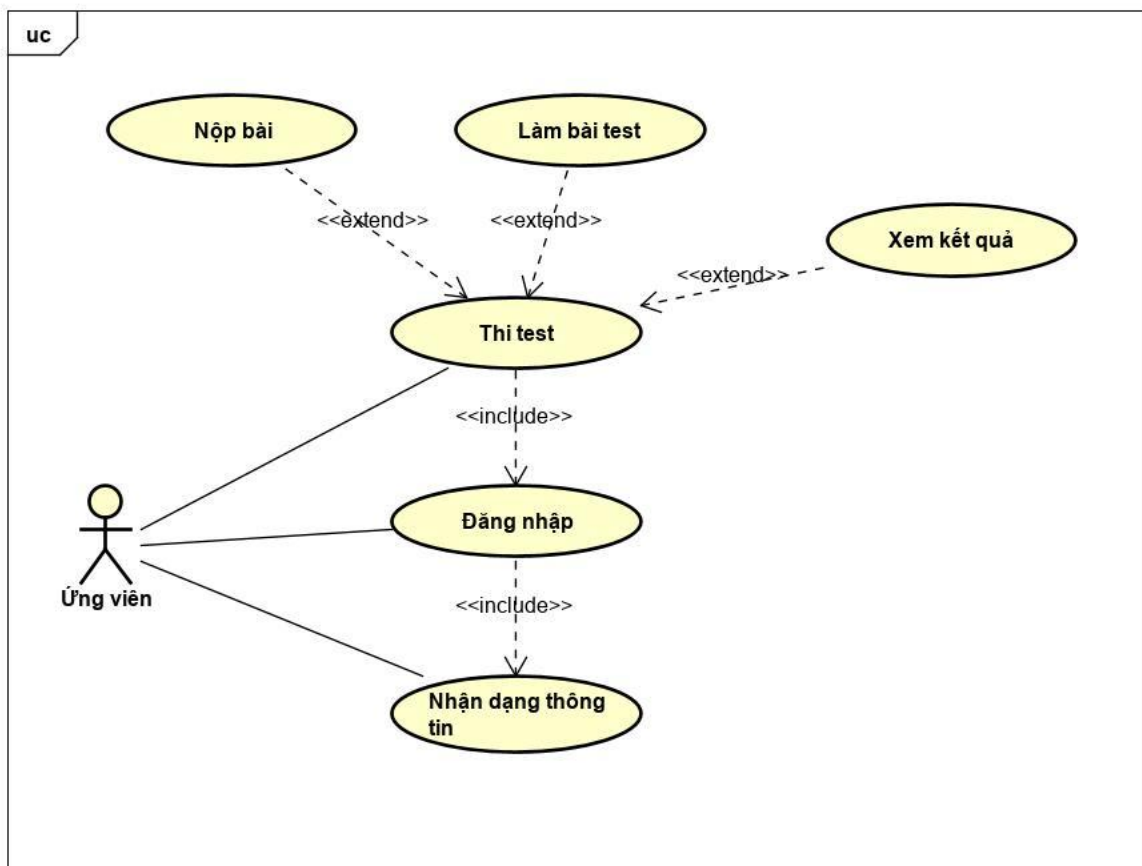 uc
Nộp bài
Làm bài test
<<extend>>
<<extend>>
Xem kết quả
<<extend>>
Thi test
<<include>>
Đăng nhập
Ứng viên
<<include>>
Nhận dạng thông
tin